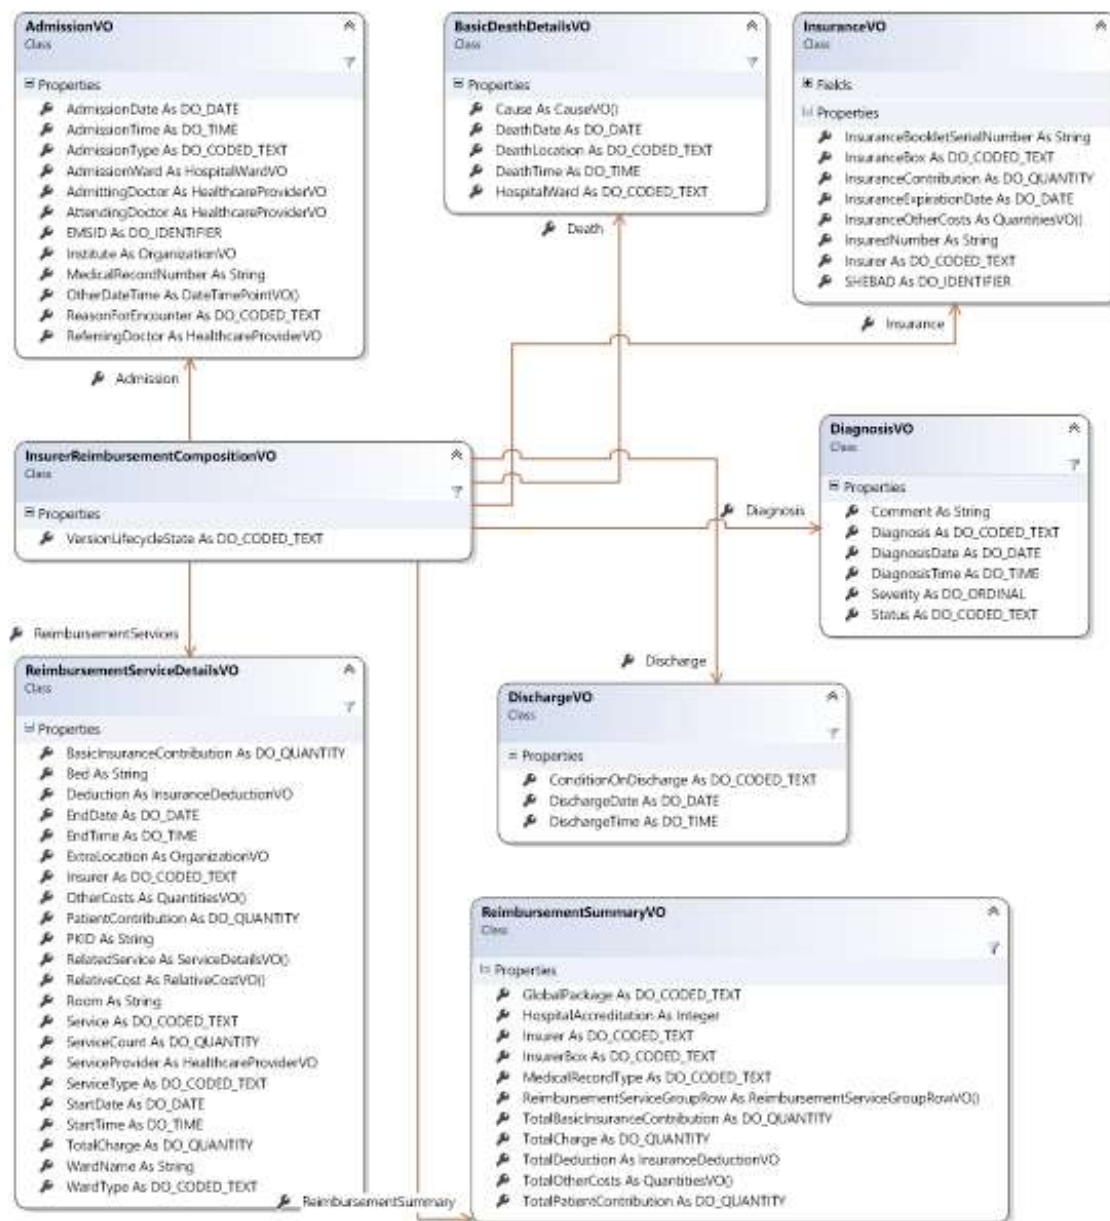 AdmissionVO
Class
Properties
AdmissionDate As DO_DATE
AdmissionTime As DO_TIME
AdmissionType As DO_CODED_TEXT
AdmissionWard As HospitalWardVO
AdmittingDoctor As HealthcareProviderVO
AttendingDoctor As HealthcareProviderVO
EMSID As DO_IDENTIFIER
Institute As OrganizationVO
MedicalRecordNumber As String
OtherDateTime As DateTimePointVO()
ReasonForEncounter As DO_CODED_TEXT
ReferringDoctor As HealthcareProviderVO
Admission
BasicDeathDetailsVO
Class
Properties
Cause As CauseVO()
DeathDate As DO_DATE
DeathLocation As DO_CODED_TEXT
DeathTime As DO_TIME
HospitalWard As DO_CODED_TEXT
Death
InsuranceVO
Class
Fields
Properties
InsuranceBookletSerialNumber As String
InsuranceBox As DO_CODED_TEXT
InsuranceContribution As DO_QUANTITY
InsuranceExpirationDate As DO_DATE
InsuranceOtherCosts As QuantitiesVO()
InsuredNumber As String
Insurer As DO_CODED_TEXT
SHEBAD As DO_IDENTIFIER
Insurance
InsurerReimbursementCompositionVO
Class
Properties
VersionLifecycleState As DO_CODED_TEXT
DiagnosisVO
Class
Properties
Comment As String
Diagnosis As DO_CODED_TEXT
DiagnosisDate As DO_DATE
DiagnosisTime As DO_TIME
Severity As DO_ORDINAL
Status As DO_CODED_TEXT
Diagnosis
ReimbursementServices
ReimbursementServiceDetailsVO
Class
Properties
BasicInsuranceContribution As DO_QUANTITY
Bed As String
Deduction As InsuranceDeductionVO
EndDate As DO_DATE
EndTime As DO_TIME
ExtraLocation As OrganizationVO
Insurer As DO_CODED_TEXT
OtherCosts As QuantitiesVO()
PatientContribution As DO_QUANTITY
PKID As String
RelatedService As ServiceDetailsVO()
RelativeCost As RelativeCostVO()
Room As String
Service As DO_CODED_TEXT
ServiceCount As DO_QUANTITY
ServiceProvider As HealthcareProviderVO
ServiceType As DO_CODED_TEXT
StartDate As DO_DATE
StartTime As DO_TIME
TotalCharge As DO_QUANTITY
WardName As String
WardType As DO_CODED_TEXT
Discharge
DischargeVO
Class
Properties
ConditionOnDischarge As DO_CODED_TEXT
DischargeDate As DO_DATE
DischargeTime As DO_TIME
ReimbursementSummaryVO
Class
Properties
GlobalPackage As DO_CODED_TEXT
HospitalAccreditation As Integer
Insurer As DO_CODED_TEXT
InsurerBox As DO_CODED_TEXT
MedicalRecordType As DO_CODED_TEXT
ReimbursementServiceGroupRow As ReimbursementServiceGroupRowVO()
TotalBasicInsuranceContribution As DO_QUANTITY
TotalCharge As DO_QUANTITY
TotalDeduction As InsuranceDeductionVO
TotalOtherCosts As QuantitiesVO()
TotalPatientContribution As DO_QUANTITY
ReimbursementSummary